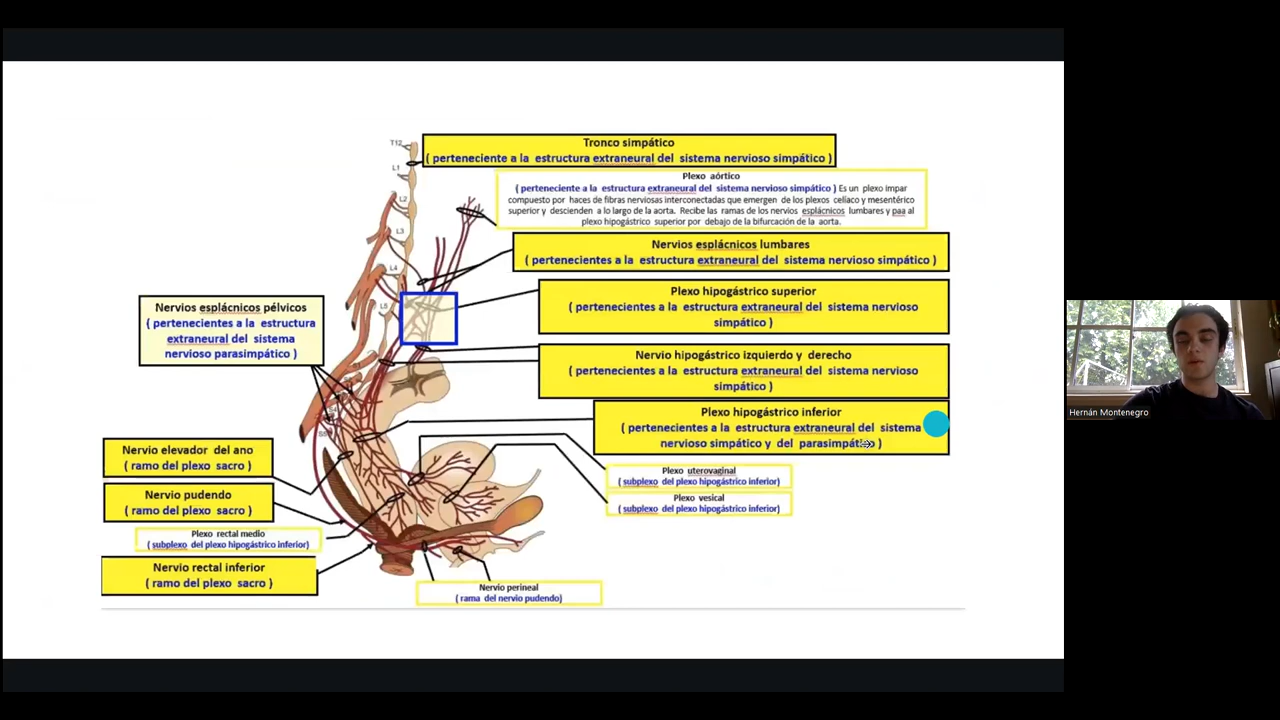 Tronco simpático
( perteneciente a la estructura extraneural del sistema nervioso simpático )
Plexo aórtico
( perteneciente a la estructura extraneural del sistema nervioso simpático ) Es un plexo impar
compuesto por haces de fibras nerviosas interconectadas que emergen de los plexos celíaco y mesentérico
superior y descienden a lo largo de la aorta. Recibe las ramas de los nervios esplácnicos lumbares y paa al
plexo hipogástrico superior por debajo de la bifurcación de la aorta.
Nervios esplácnicos lumbares
( pertenecientes a la estructura extraneural del sistema nervioso simpático )
Plexo hipogástrico superior
( pertenecientes a la estructura extraneural del sistema nervioso
simpático )
Nervio hipogástrico izquierdo y derecho
( pertenecientes a la estructura extraneural del sistema nervioso
simpático )
Plexo hipogástrico inferior
( pertenecientes a la estructura extraneural del sistema
nervioso simpático y del parasimpático )
Plexo uterovaginal
(subplexo del plexo hipogástrico inferior)
Plexo vesical
(subplexo del plexo hipogástrico inferior)
T12
L1
L2
L3
L4
L5
Nervios esplácnicos pélvicos
( pertenecientes a la estructura
extraneural del sistema
nervioso parasimpático )
Nervio elevador del ano
( ramo del plexo sacro )
Nervio pudendo
( ramo del plexo sacro )
Plexo rectal medio
( subplexo del plexo hipogástrico inferior)
Nervio rectal inferior
( ramo del plexo sacro )
Nervio perineal
( rama del nervio pudendo)
Hernán Montenegro